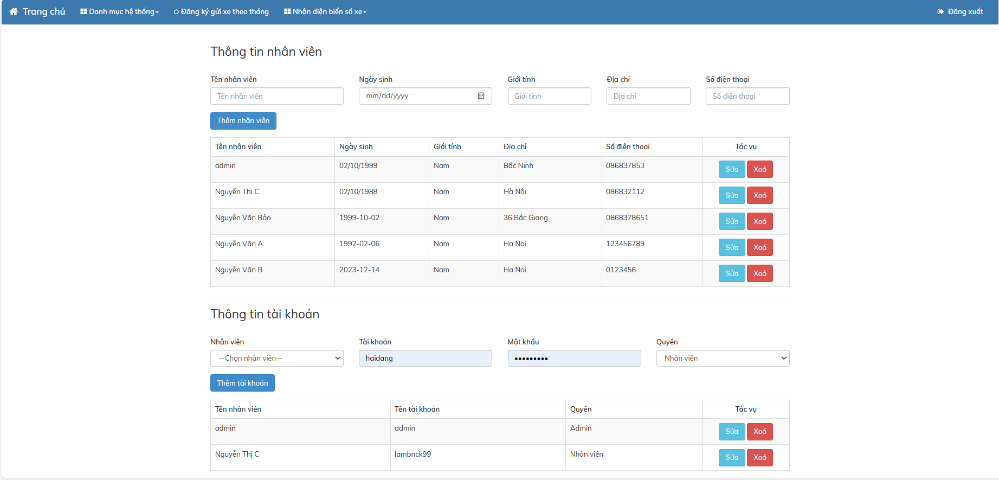 Trang chủ Danh mục hệ thống Đăng ký gửi xe theo tháng Nhận diện biển số xe Đăng xuất
Thông tin nhân viên
Tên nhân viên Ngày sinh Giới tính Địa chỉ Số điện thoại
Tên nhân viên mm/dd/yyyy Giới tính Địa chỉ Số điện thoại
Thêm nhân viên
Tên nhân viên Ngày sinh Giới tính Địa chỉ Số điện thoại Tác vụ
admin 02/10/1999 Nam Bắc Ninh 086837853 Sửa Xoá
Nguyễn Thị C 02/10/1988 Nam Hà Nội 086832112 Sửa Xoá
Nguyễn Văn Bảo 1999-10-02 Nam 36 Bắc Giang 0868378651 Sửa Xoá
Nguyễn Văn A 1992-02-06 Nam Ha Noi 123456789 Sửa Xoá
Nguyễn Văn B 2023-12-14 Nam Ha Noi 0123456 Sửa Xoá
Thông tin tài khoản
Nhân viên Tài khoản Mật khẩu Quyền
--Chọn nhân viên-- haidang ••••••••• Nhân viên
Thêm tài khoản
Tên nhân viên Tên tài khoản Quyền Tác vụ
admin admin Admin Sửa Xoá
Nguyễn Thị C lambnck99 Nhân viên Sửa Xoá